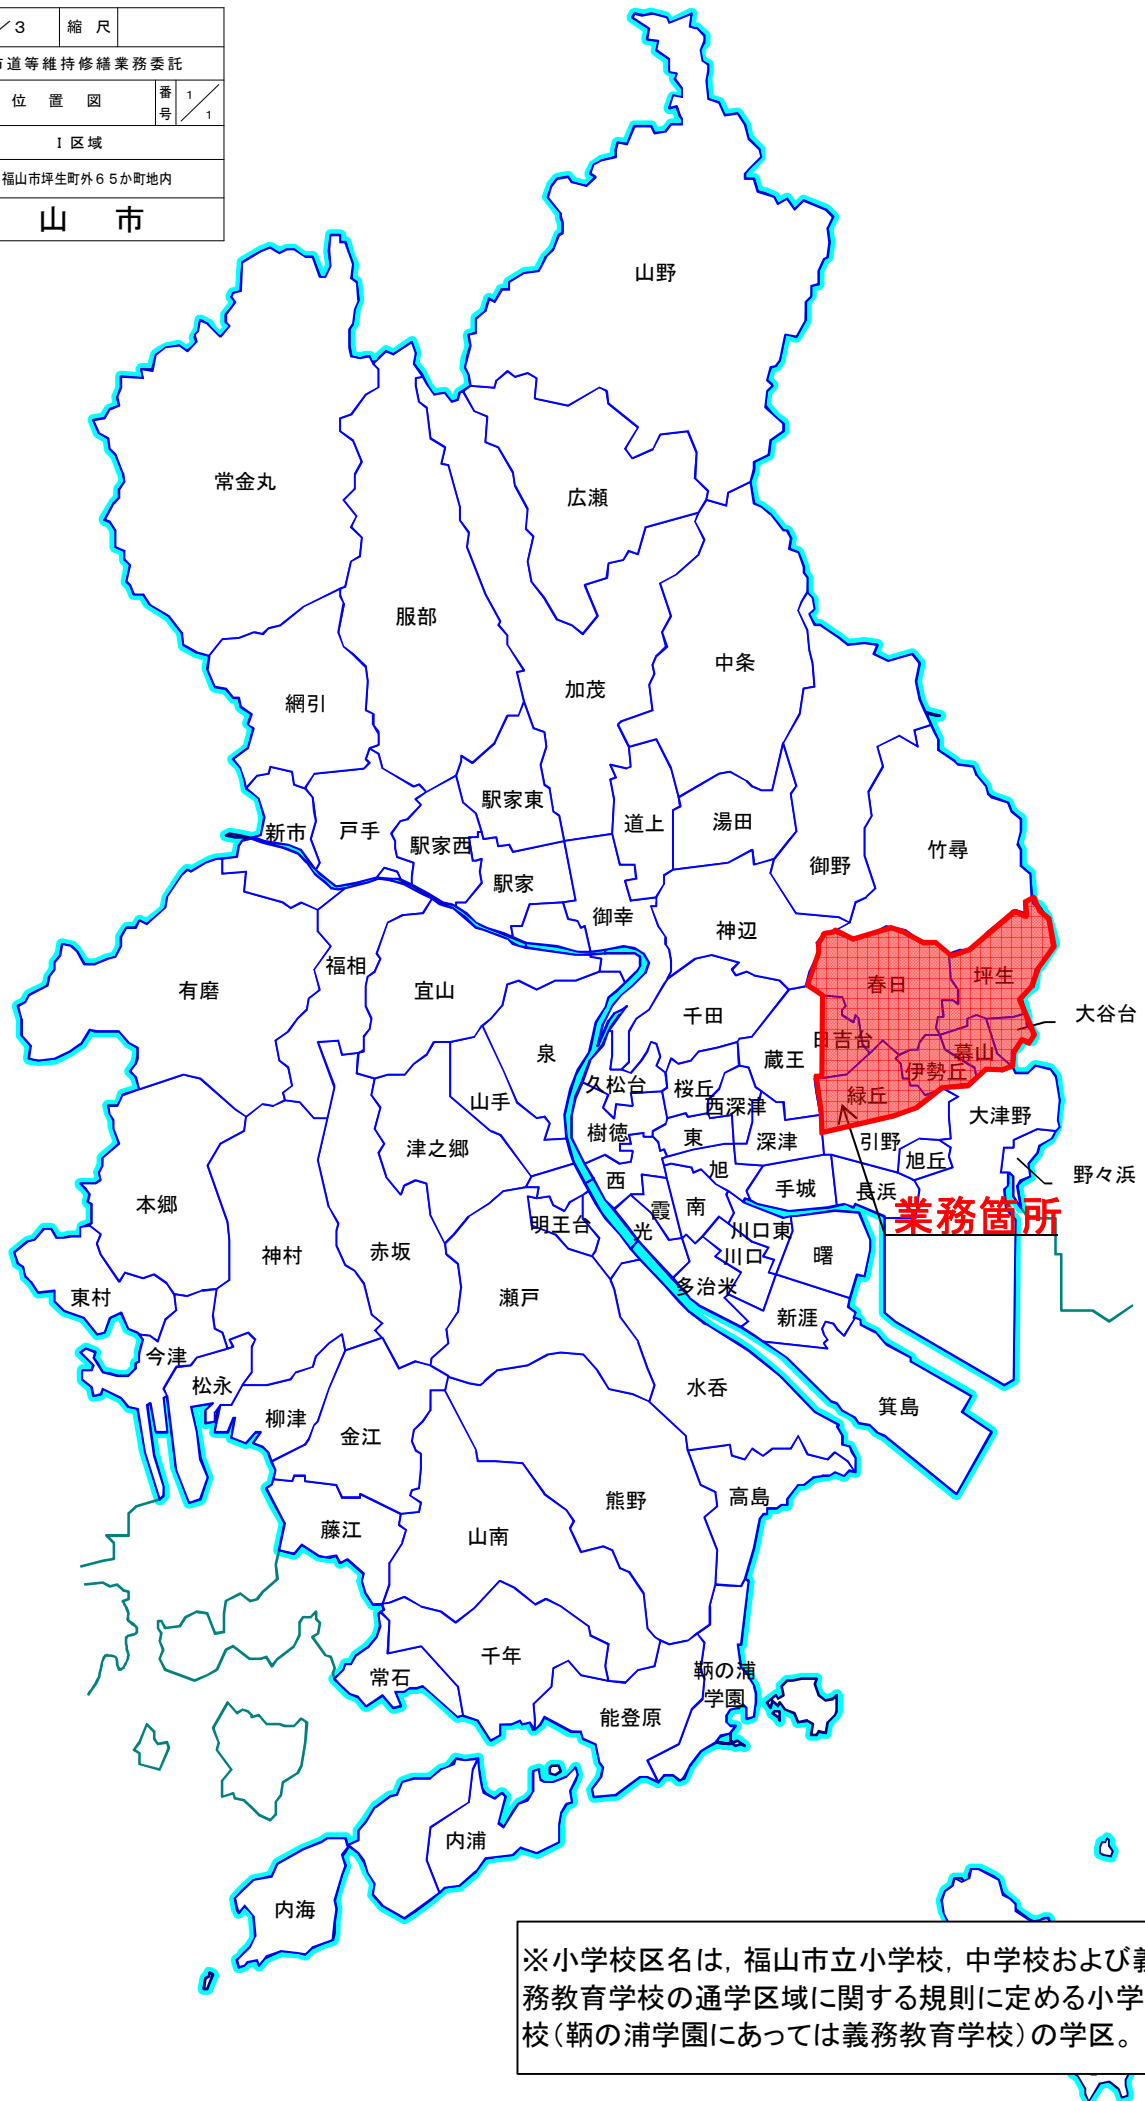 ／３ 縮 尺
市道等維持修繕業務委託
位 置 図 番号 1／1
Ｉ区域
福山市坪生町外６５か町地内
山 市
山野
常金丸
広瀬
服部
中条
加茂
網引
駅家東
道上
湯田
新市
戸手
駅家西
御野
竹尋
駅家
御幸
神辺
福相
有磨
宜山
春日
坪生
千田
大谷台
泉
日吉台
蔵王
幕山
伊勢丘
久松台
桜丘
緑丘
山手
西深津
大津野
樹徳
東
深津
引野
津之郷
旭
旭丘
野々浜
西
手城
長浜
本郷
霞
南
業務箇所
明王台
光
川口東
赤坂
神村
川口
曙
多治米
東村
瀬戸
新涯
今津
松永
水呑
箕島
柳津
金江
熊野
高島
藤江
山南
千年
鞆の浦
学園
常石
能登原
内浦
内海
※小学校区名は，福山市立小学校，中学校および義
務教育学校の通学区域に関する規則に定める小学
校（鞆の浦学園にあっては義務教育学校）の学区。